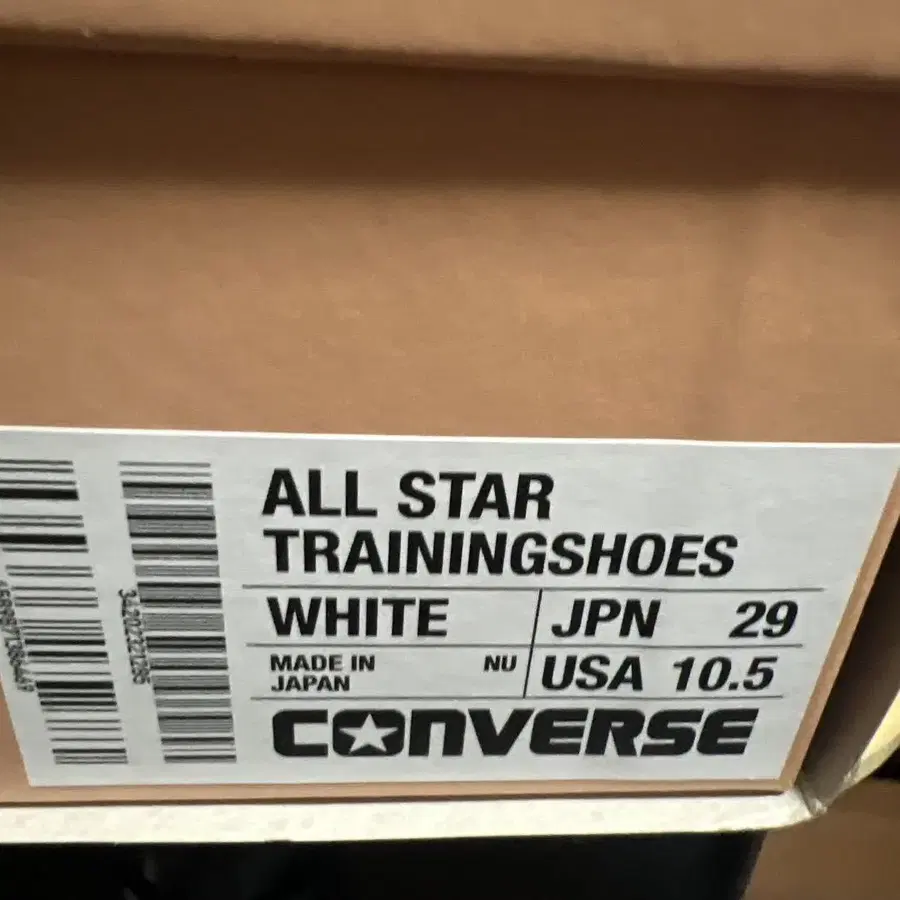 ALL STAR
TRAININGSHOES
WHITE
JPN 29
MADE IN
JAPAN
NU
USA 10.5
CONVERSE